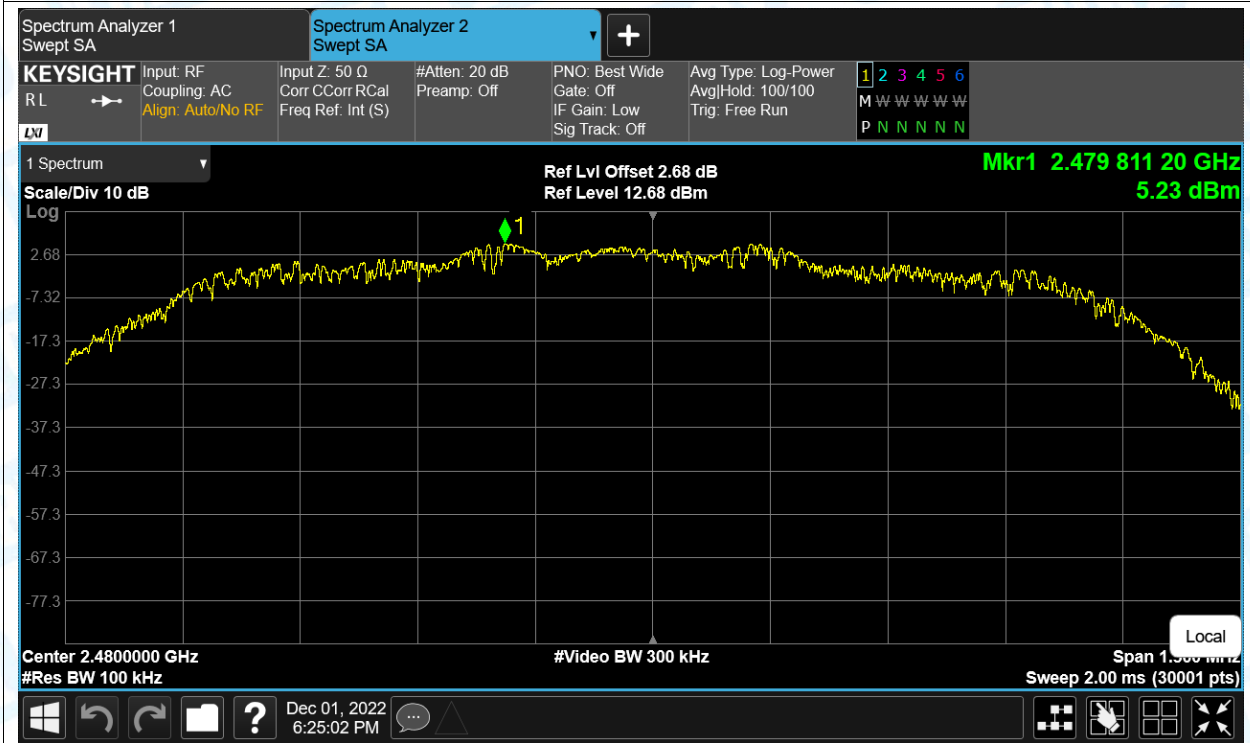 Spectrum Analyzer 1
Swept SA
Spectrum Analyzer 2
Swept SA
KEYSIGHT
R L
LXI
Input: RF
Coupling: AC
Align: Auto/No RF
Input Z: 50 Ω
Corr CCorr RCal
Freq Ref: Int (S)
#Atten: 20 dB
Preamp: Off
PNO: Best Wide
Gate: Off
IF Gain: Low
Sig Track: Off
Avg Type: Log-Power
Avg|Hold: 100/100
Trig: Free Run
1 2 3 4 5 6
M W W W W W W
P N N N N N
1 Spectrum
Scale/Div 10 dB
Log
Ref Lvl Offset 2.68 dB
Ref Level 12.68 dBm
Mkr1 2.479 811 20 GHz
5.23 dBm
1
2.68
-7.32
-17.3
-27.3
-37.3
-47.3
-57.3
-67.3
-77.3
Local
Center 2.4800000 GHz
#Video BW 300 kHz
Span
#Res BW 100 kHz
Sweep 2.00 ms (30001 pts)
?
Dec 01, 2022
6:25:02 PM